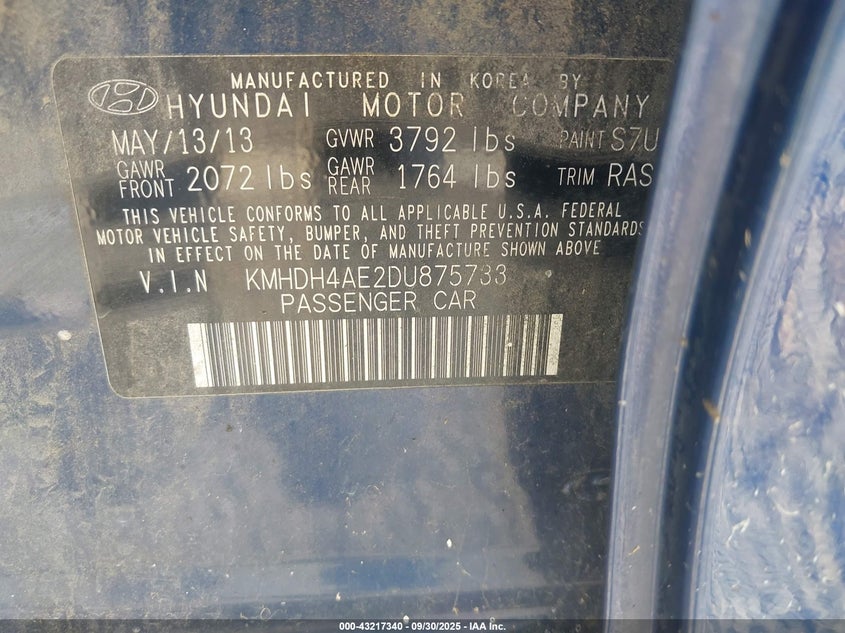 MANUFACTURED IN KOREA BY
HYUNDAI MOTOR COMPANY
MAY/13/13 GVWR 3792 lbs PAINT S7U
GAWR FRONT 2072 lbs GAWR REAR 1764 lbs TRIM RAS
THIS VEHICLE CONFORMS TO ALL APPLICABLE U.S.A. FEDERAL
MOTOR VEHICLE SAFETY, BUMPER, AND THEFT PREVENTION STANDARDS
IN EFFECT ON THE DATE OF MANUFACTURE SHOWN ABOVE
V.I.N KMHDH4AE2DU875733
PASSENGER CAR
000-43217340 - 09/30/2025 - IAA Inc.